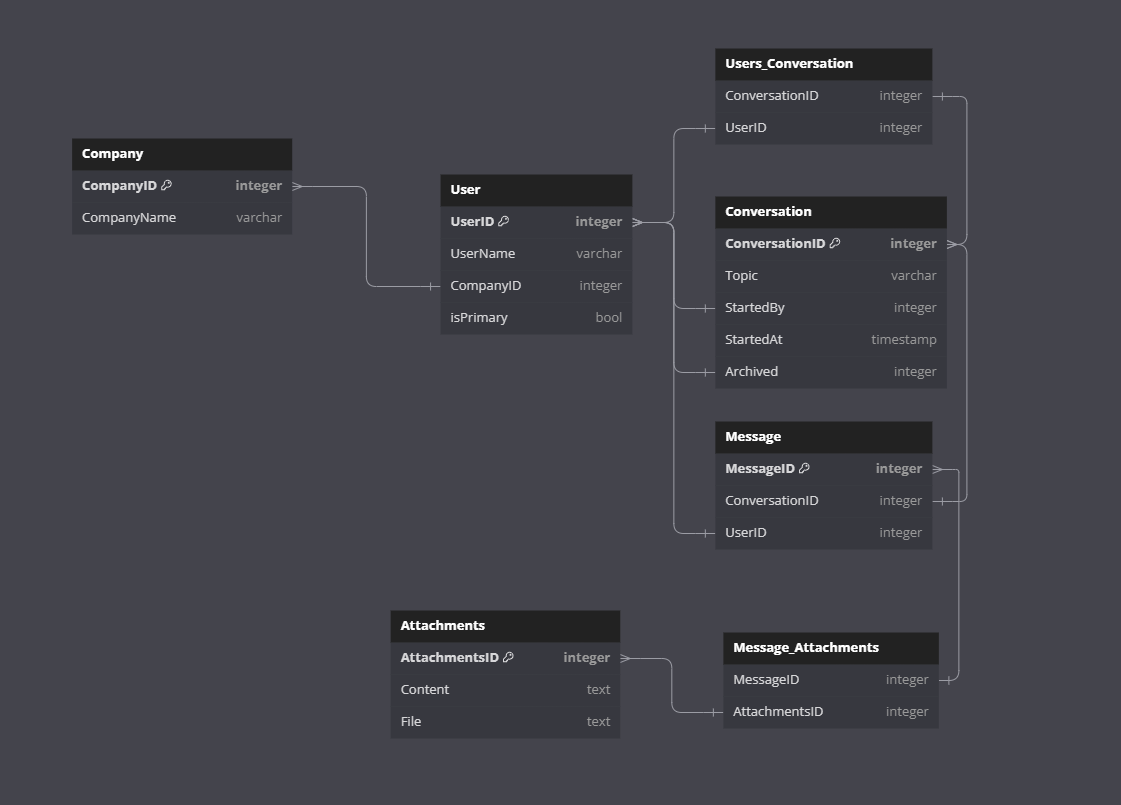 Users_Conversation
ConversationID integer
UserID integer
Company
CompanyID integer
CompanyName varchar
User
UserID integer
UserName varchar
CompanyID integer
isPrimary bool
Conversation
ConversationID integer
Topic varchar
StartedBy integer
StartedAt timestamp
Archived integer
Message
MessageID integer
ConversationID integer
UserID integer
Attachments
AttachmentsID integer
Content text
File text
Message_Attachments
MessageID integer
AttachmentsID integer